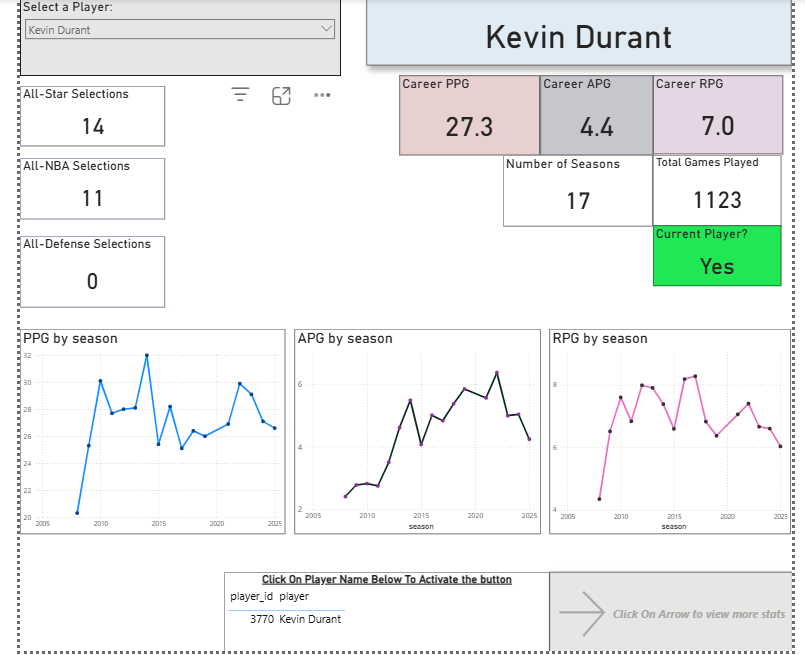 Select a Player:
Kevin Durant
Kevin Durant
All-Star Selections
14
All-NBA Selections
11
All-Defense Selections
0
Career PPG
27.3
Career APG
4.4
Career RPG
7.0
Number of Seasons
17
Total Games Played
1123
Current Player?
Yes
PPG by season
32
30
28
26
24
22
20
2005 2010 2015 2020 2025
APG by season
6
4
2
2005 2010 2015 2020 2025
season
RPG by season
8
6
4
2005 2010 2015 2020 2025
season
Click On Player Name Below To Activate the button
player_id player
3770 Kevin Durant
Click On Arrow to view more stats